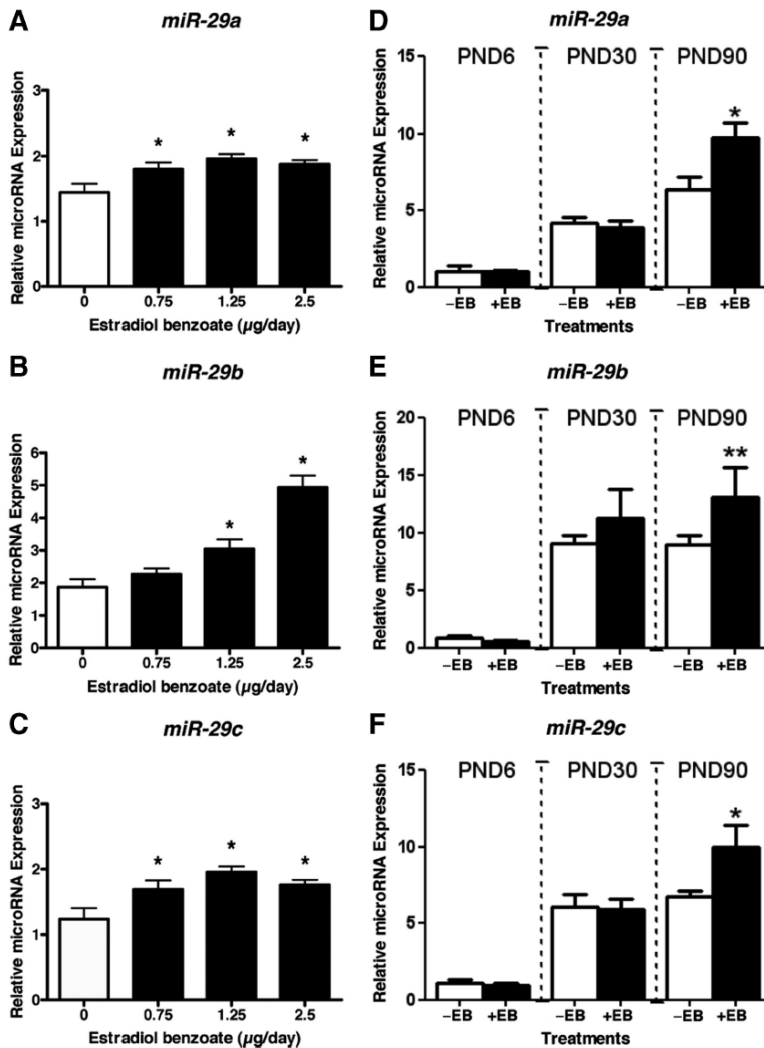 A
miR-29a
Relative microRNA Expression
3
2
1
0
*
*
*
0
0.75
1.25
2.5
Estradiol benzoate (µg/day)
B
miR-29b
Relative microRNA Expression
6
5
4
3
2
1
0
*
*
0
0.75
1.25
2.5
Estradiol benzoate (µg/day)
C
miR-29c
Relative microRNA Expression
3
2
1
0
*
*
*
0
0.75
1.25
2.5
Estradiol benzoate (µg/day)
D
miR-29a
Relative microRNA Expression
15
10
5
0
PND6
PND30
PND90
*
−EB +EB
−EB +EB
−EB +EB
Treatments
E
miR-29b
Relative microRNA Expression
20
15
10
5
0
PND6
PND30
PND90
**
−EB +EB
−EB +EB
−EB +EB
Treatments
F
miR-29c
Relative microRNA Expression
15
10
5
0
PND6
PND30
PND90
*
−EB +EB
−EB +EB
−EB +EB
Treatments